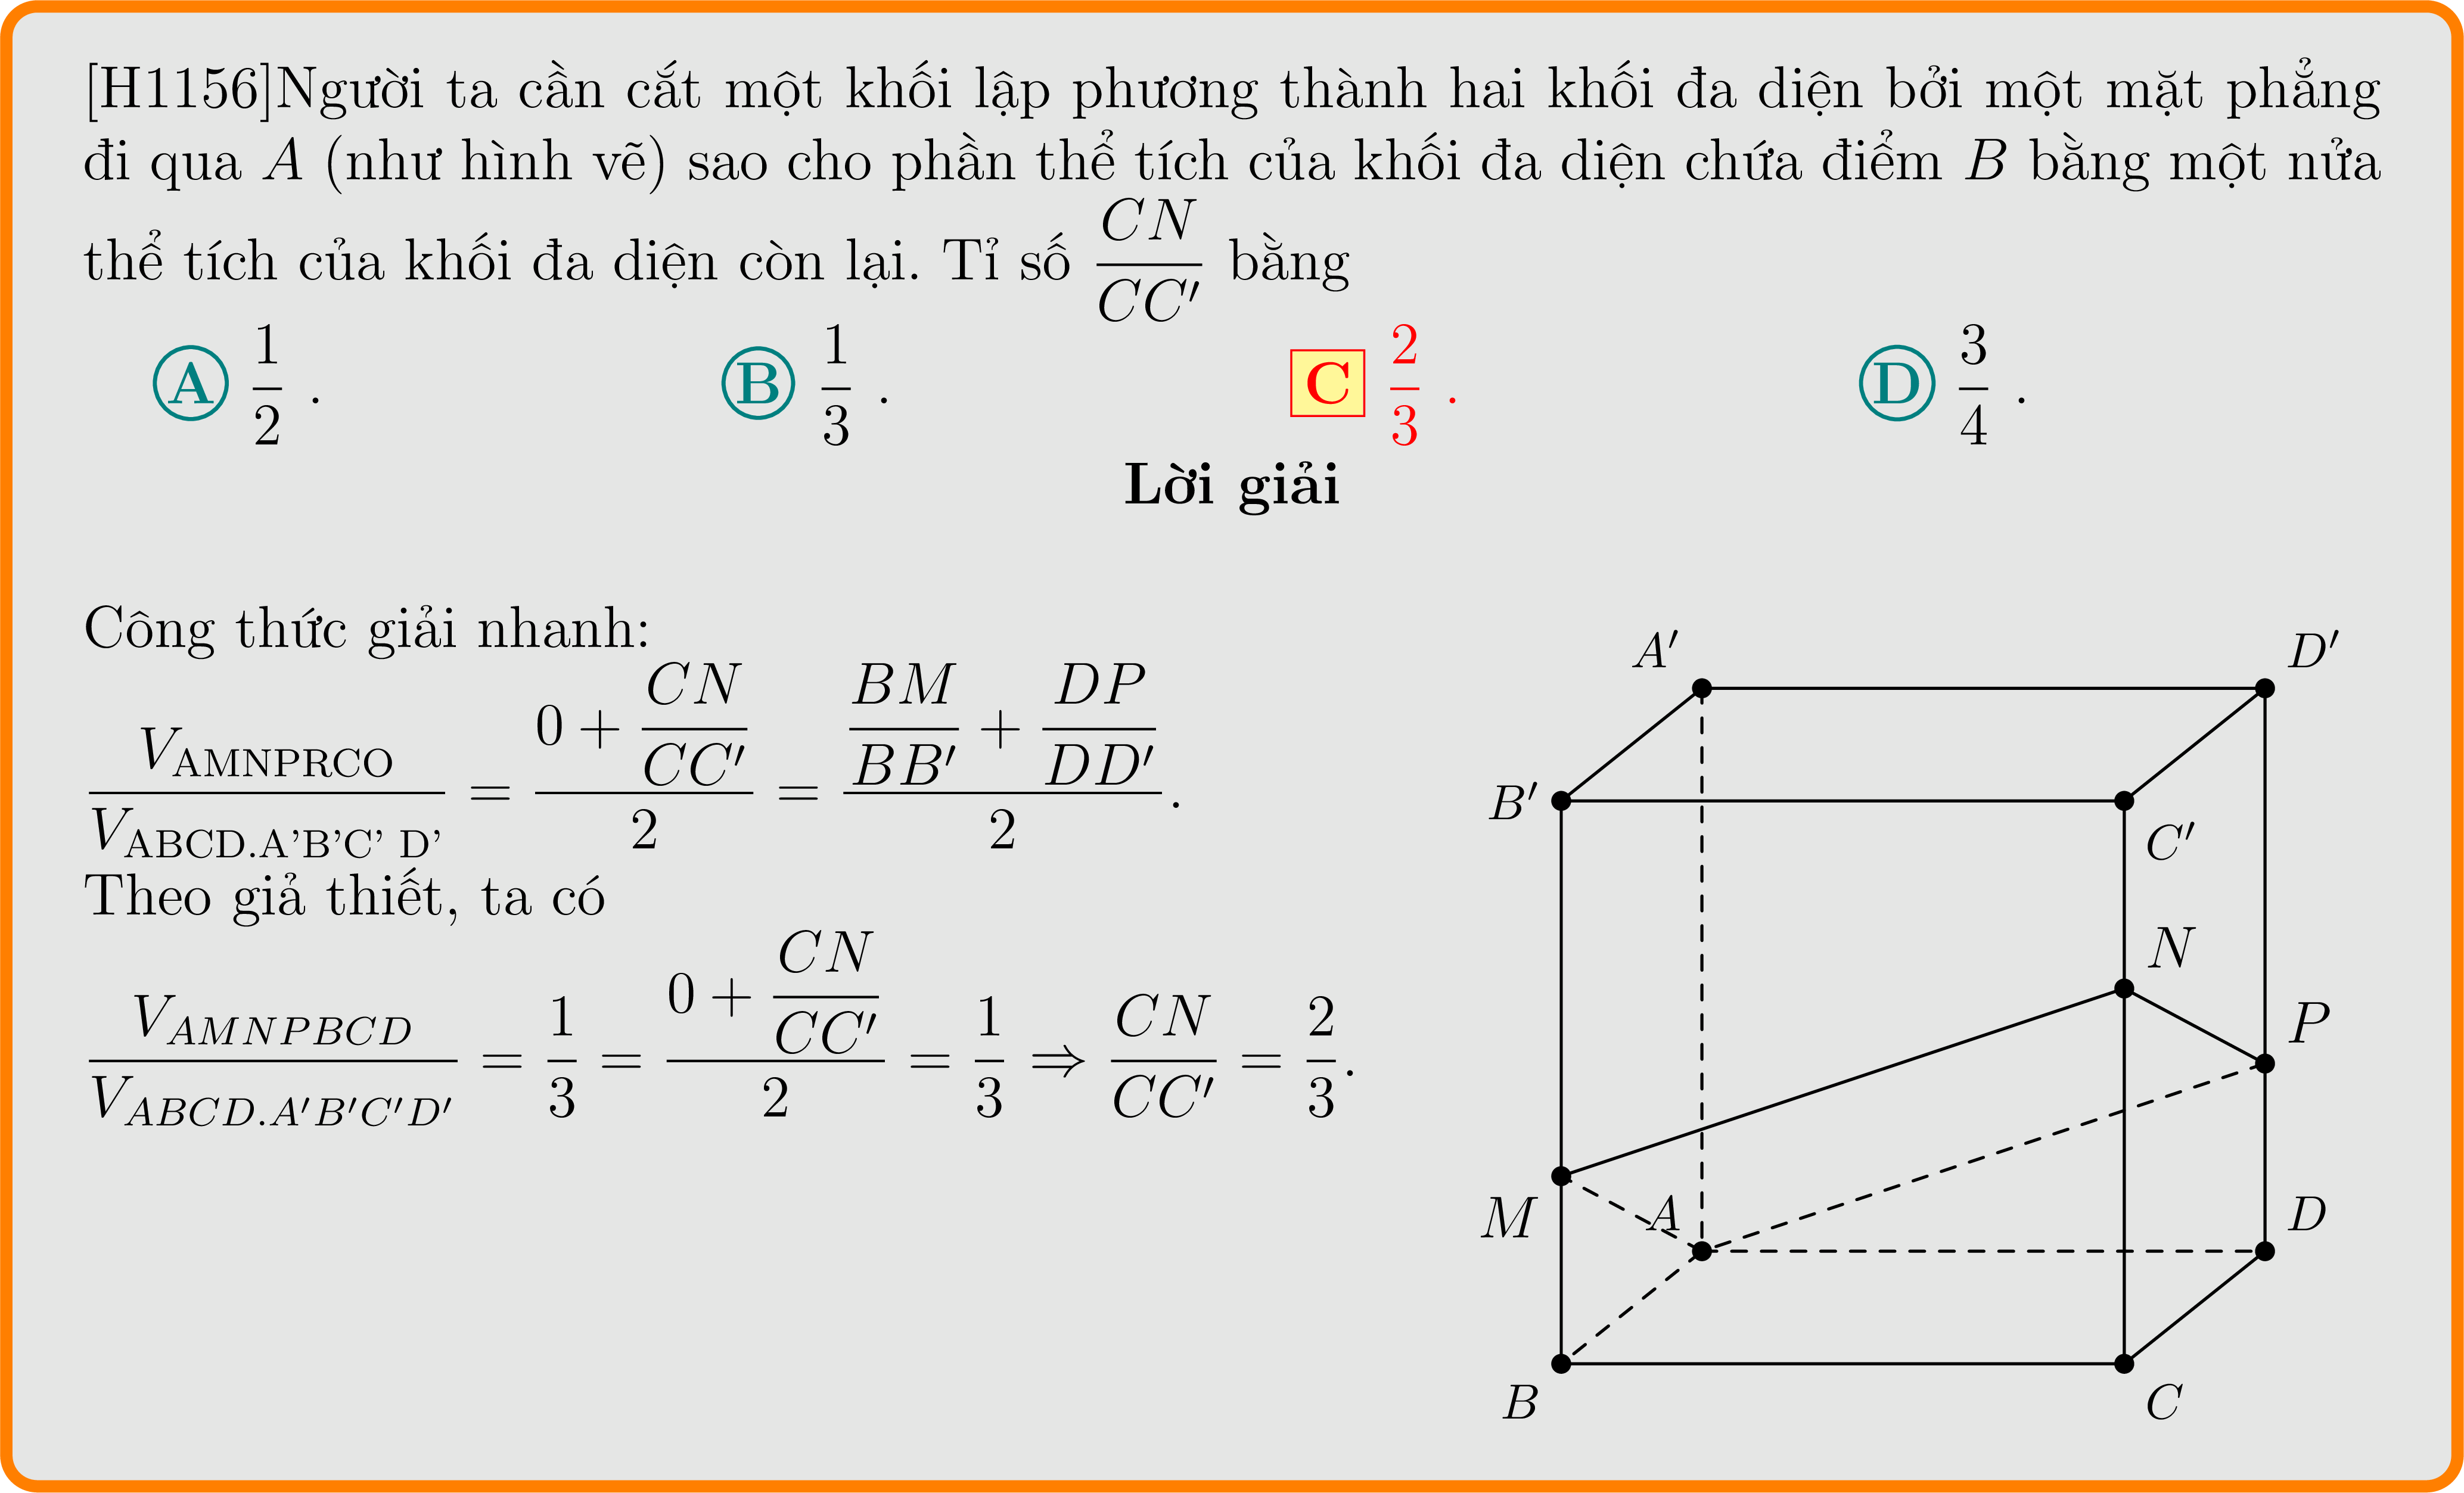 [H1156]Người ta cần cắt một khối lập phương thành hai khối đa diện bởi một mặt phẳng
đi qua A (như hình vẽ) sao cho phần thể tích của khối đa diện chứa điểm B bằng một nửa
thể tích của khối đa diện còn lại. Tỉ số \frac{CN}{CC'} bằng
A \frac{1}{2} . B \frac{1}{3} . C \frac{2}{3} . D \frac{3}{4} .
Lời giải
Công thức giải nhanh:
\frac{V_{AMNPRCO}}{V_{ABCD.A'B'C' D'}} = \frac{0 + \frac{CN}{CC'}}{2} = \frac{\frac{BM}{BB'} + \frac{DP}{DD'}}{2}.
Theo giả thiết, ta có
\frac{V_{AMNPBCD}}{V_{ABCD.A'B'C'D'}} = \frac{1}{3} = \frac{0 + \frac{CN}{CC'}}{2} = \frac{1}{3} ⇒ \frac{CN}{CC'} = \frac{2}{3}.
A'
D'
B'
C'
N
P
M
A
D
B
C